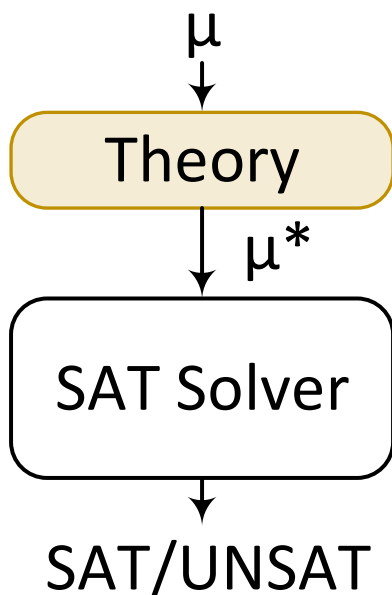 μ
Theory
μ*
SAT Solver
SAT/UNSAT